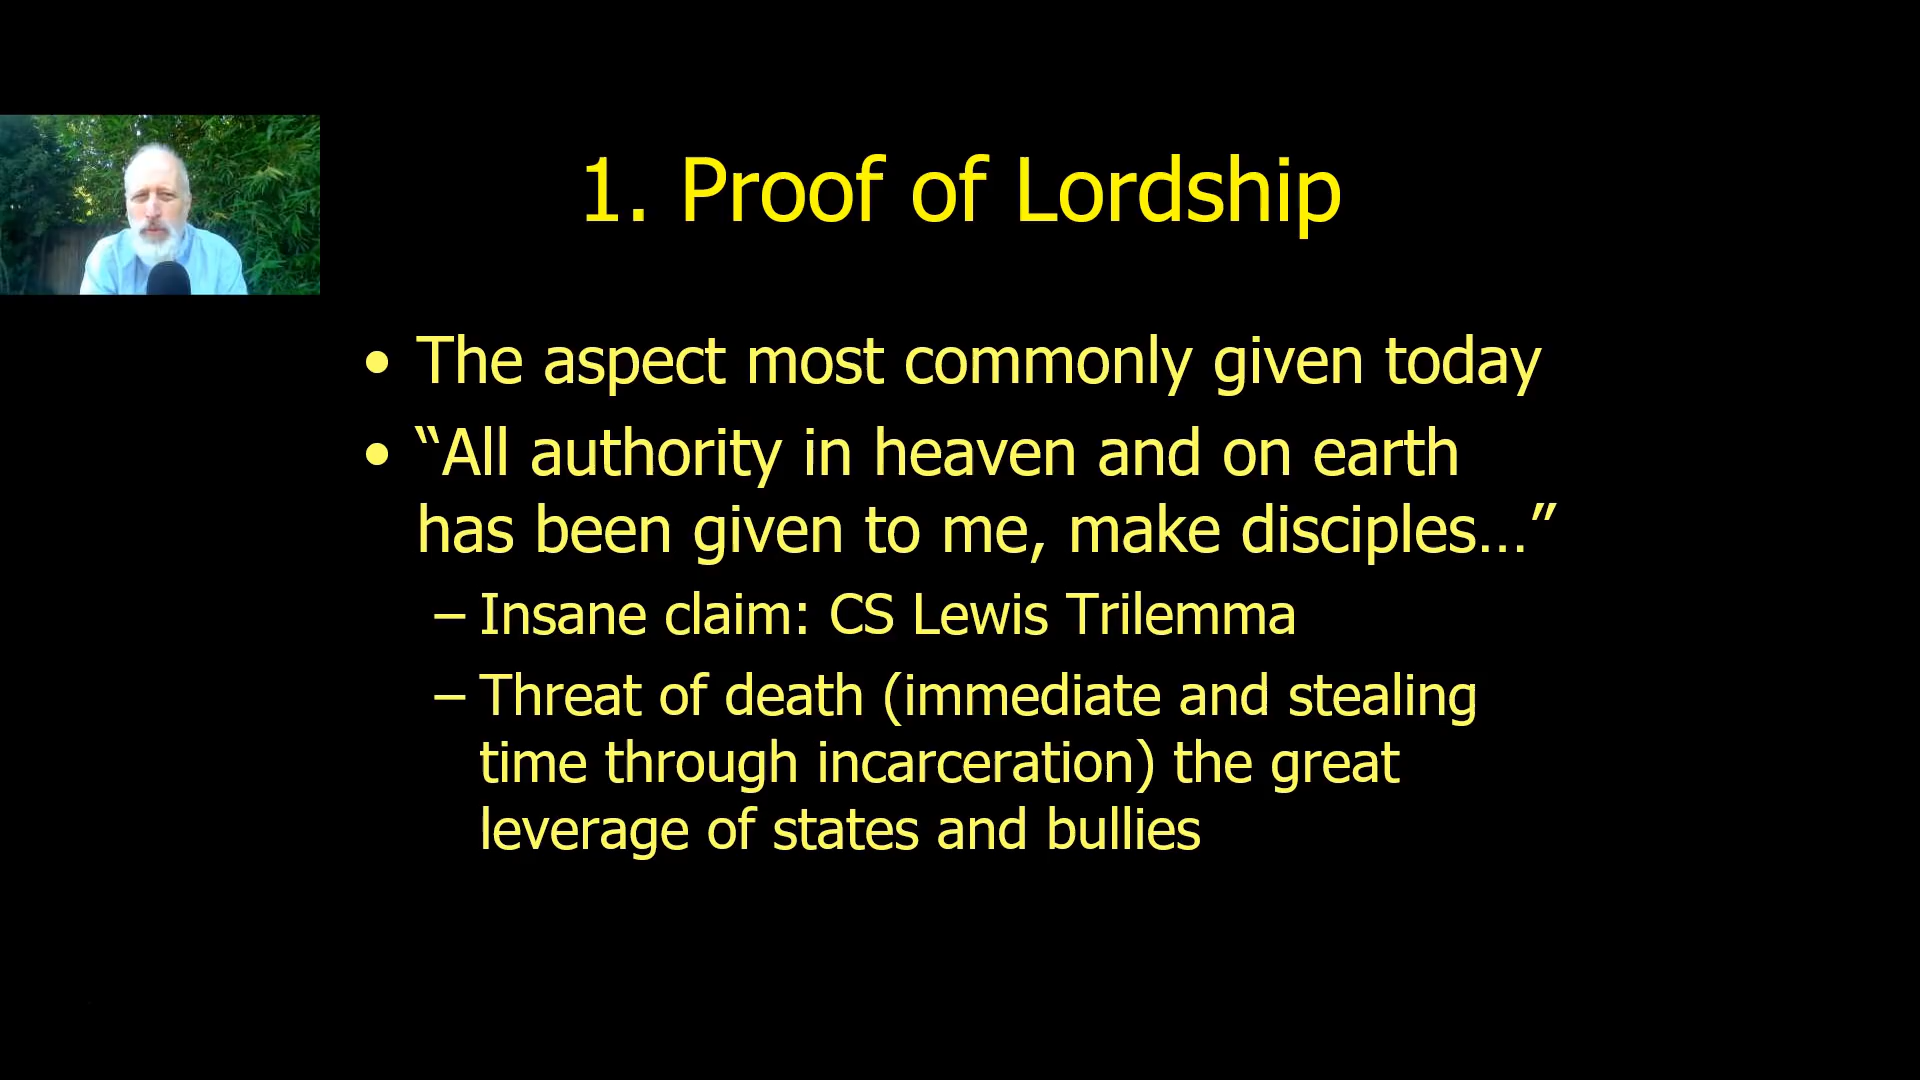 1. Proof of Lordship
• The aspect most commonly given today
• “All authority in heaven and on earth
has been given to me, make disciples…”
– Insane claim: CS Lewis Trilemma
– Threat of death (immediate and stealing
time through incarceration) the great
leverage of states and bullies